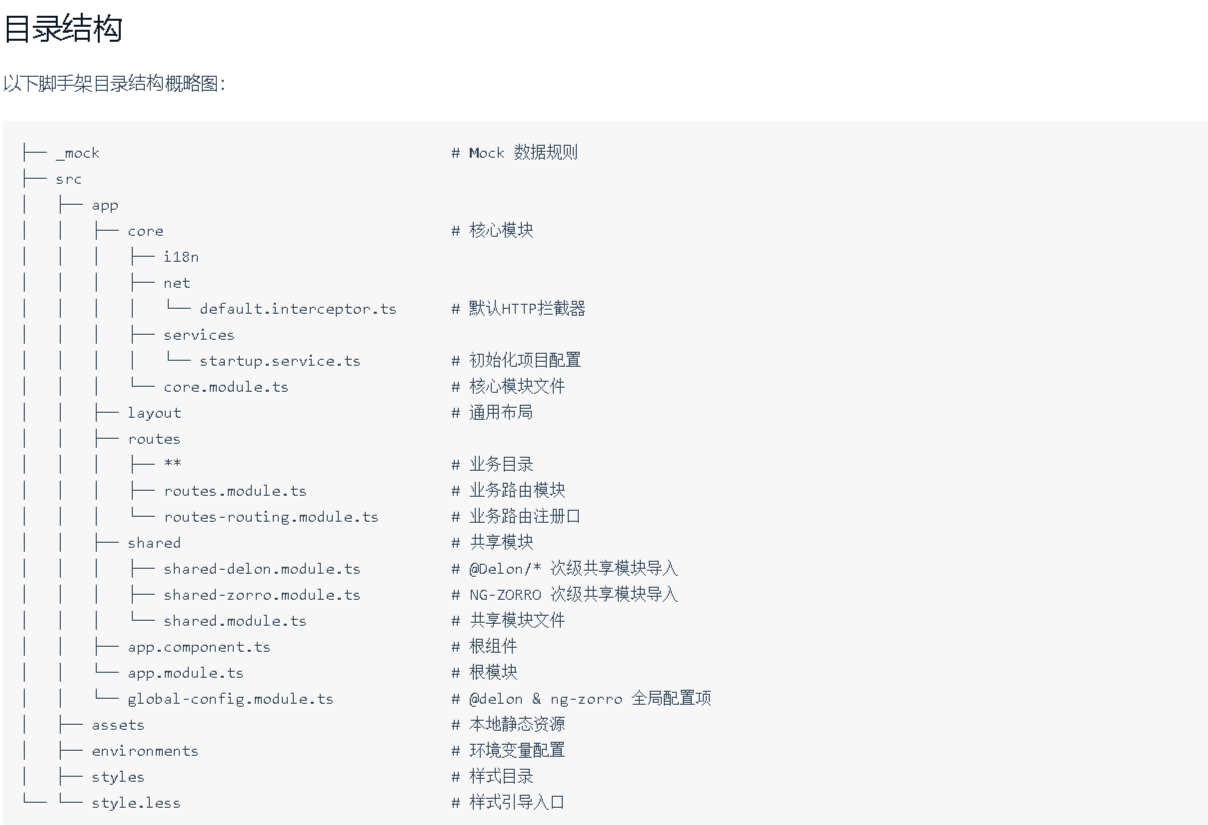 目录结构
以下脚手架目录结构概略图：
├── _mock                                       # Mock 数据规则
├── src
│   ├── app
│   │   ├── core                                # 核心模块
│   │   │   ├── i18n
│   │   │   ├── net
│   │   │   │   └── default.interceptor.ts      # 默认HTTP拦截器
│   │   │   ├── services
│   │   │   │   └── startup.service.ts          # 初始化项目配置
│   │   │   └── core.module.ts                  # 核心模块文件
│   │   ├── layout                              # 通用布局
│   │   ├── routes
│   │   │   ├── **                              # 业务目录
│   │   │   ├── routes.module.ts                # 业务路由模块
│   │   │   └── routes-routing.module.ts        # 业务路由注册口
│   │   ├── shared                              # 共享模块
│   │   │   ├── shared-delon.module.ts          # @Delon/* 次级共享模块导入
│   │   │   ├── shared-zorro.module.ts          # NG-ZORRO 次级共享模块导入
│   │   │   └── shared.module.ts                # 共享模块文件
│   │   ├── app.component.ts                    # 根组件
│   │   └── app.module.ts                       # 根模块
│   │   └── global-config.module.ts             # @delon & ng-zorro 全局配置项
│   ├── assets                                  # 本地静态资源
│   ├── environments                            # 环境变量配置
│   ├── styles                                  # 样式目录
└── └── style.less                              # 样式引导入口